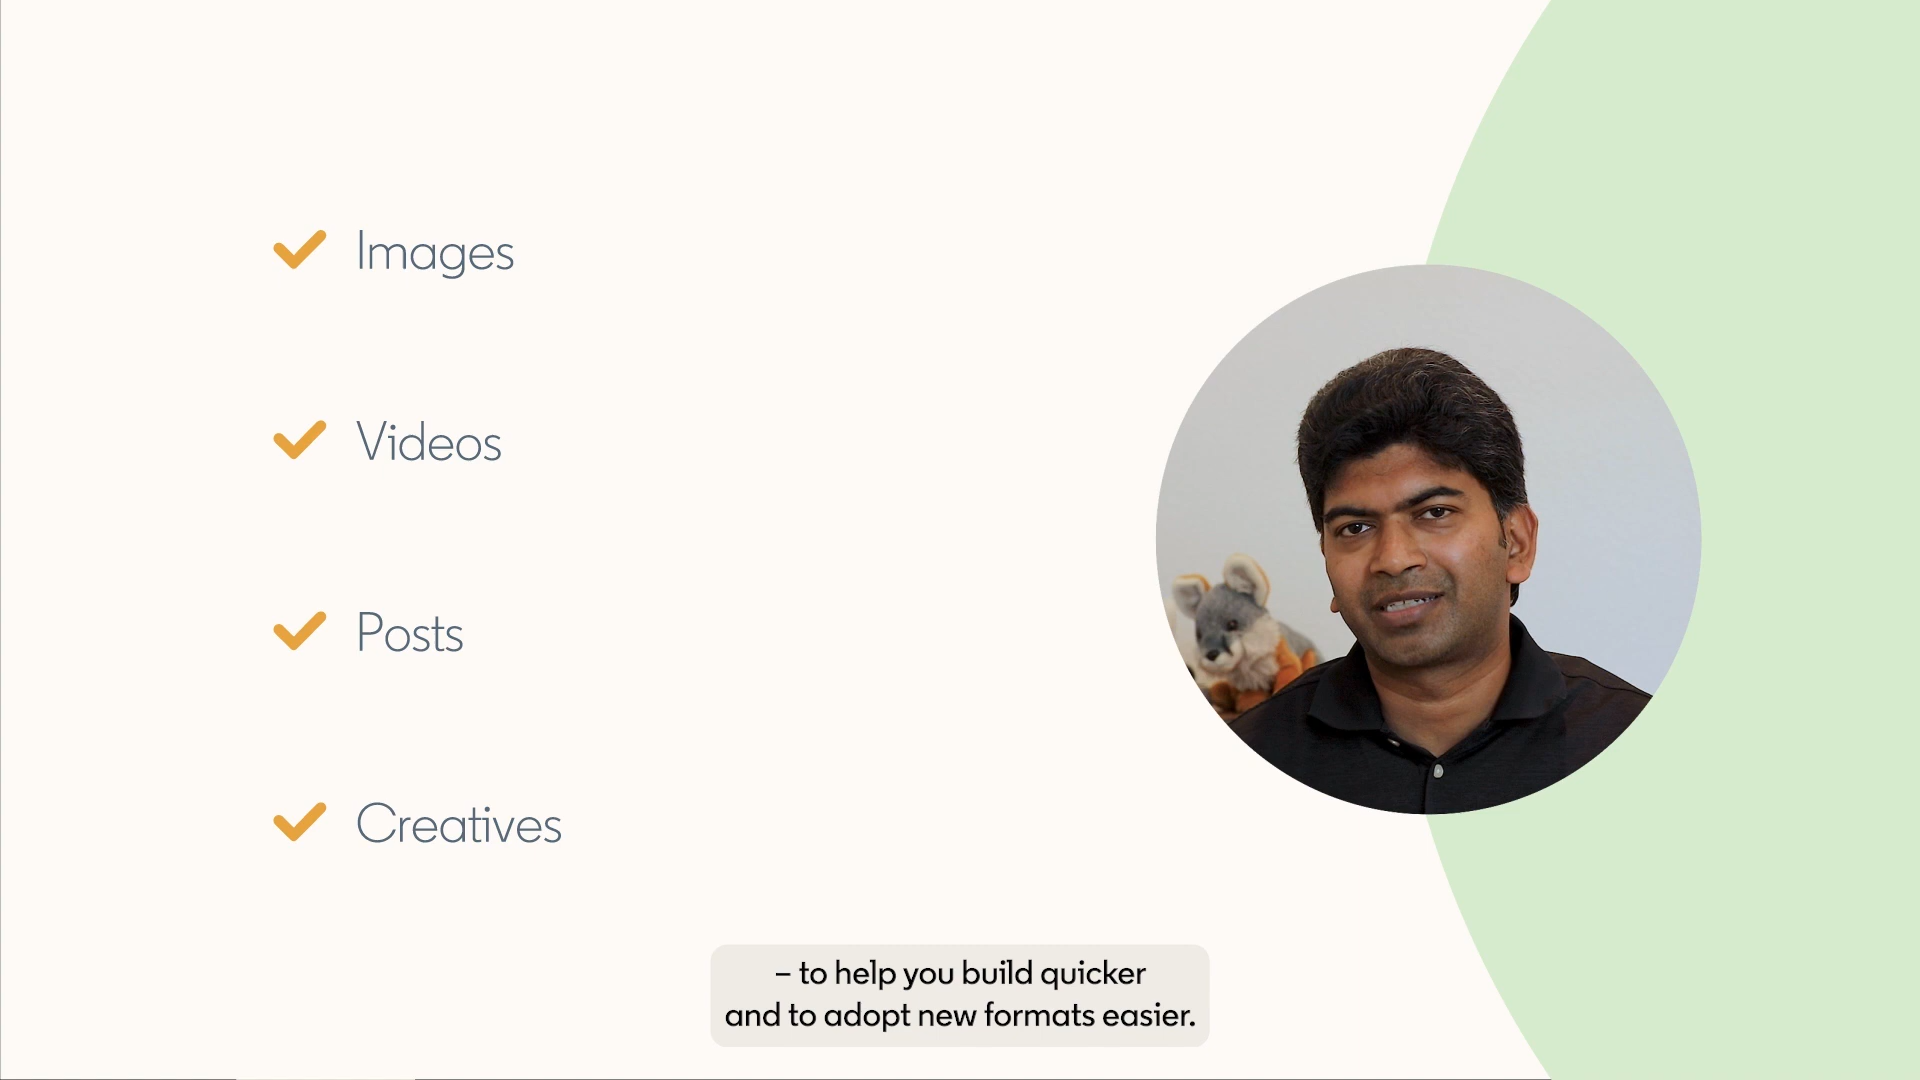 Images
Videos
Posts
Creatives
– to help you build quicker
and to adopt new formats easier.